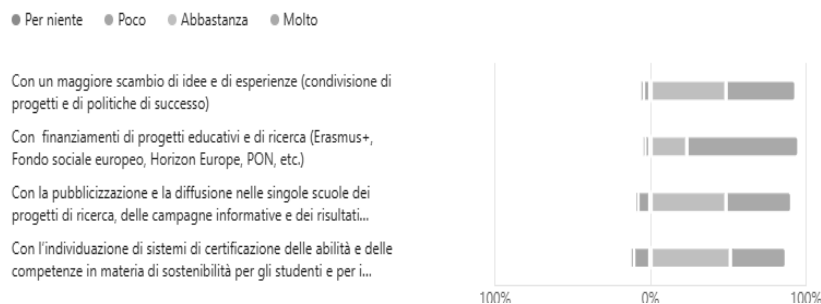 Per niente Poco Abbastanza Molto
Con un maggiore scambio di idee e di esperienze (condivisione di
progetti e di politiche di successo)
Con finanziamenti di progetti educativi e di ricerca (Erasmus+,
Fondo sociale europeo, Horizon Europe, PON, etc.)
Con la pubblicizzazione e la diffusione nelle singole scuole dei
progetti di ricerca, delle campagne informative e dei risultati...
Con l'individuazione di sistemi di certificazione delle abilità e delle
competenze in materia di sostenibilità per gli studenti e per i...
100% 0% 100%